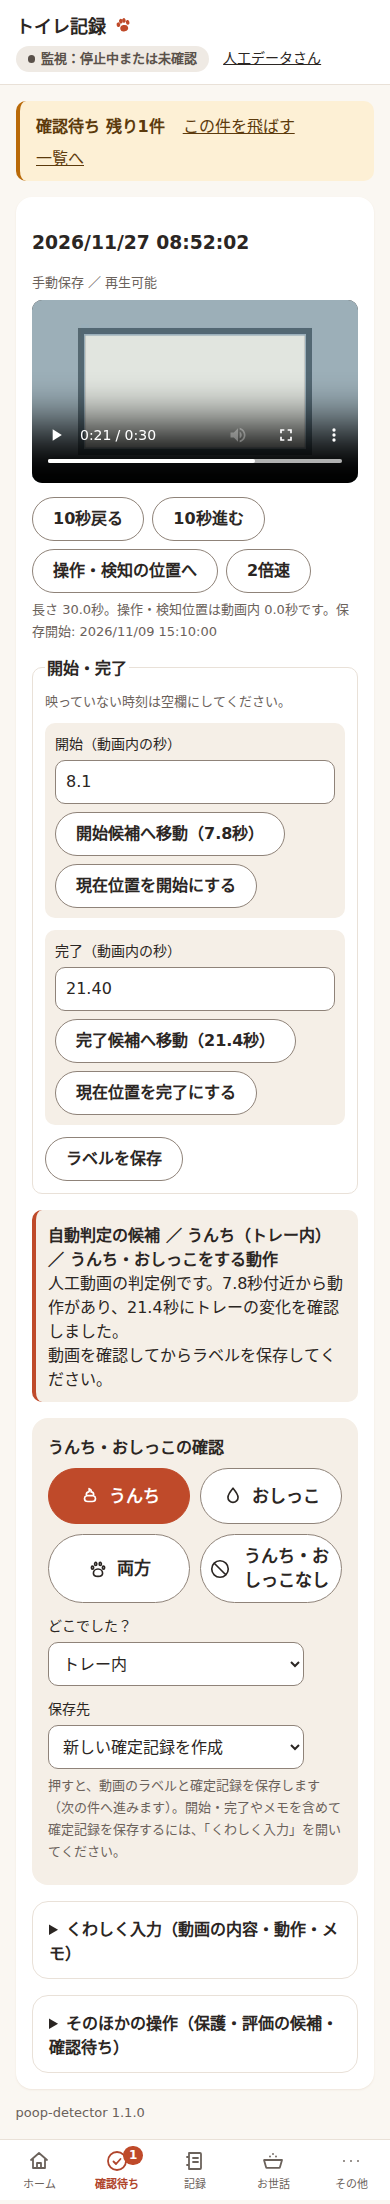 トイレ記録
監視：停止中または未確認 人工データさん
確認待ち 残り1件 この件を飛ばす
一覧へ
2026/11/27 08:52:02
手動保存 ／ 再生可能
0:21 / 0:30
10秒戻る 10秒進む
操作・検知の位置へ 2倍速
長さ 30.0秒。操作・検知位置は動画内 0.0秒です。保
存開始: 2026/11/09 15:10:00
開始・完了
映っていない時刻は空欄にしてください。
開始（動画内の秒）
8.1
開始候補へ移動（7.8秒）
現在位置を開始にする
完了（動画内の秒）
21.40
完了候補へ移動（21.4秒）
現在位置を完了にする
ラベルを保存
自動判定の候補 ／ うんち（トレー内）
／ うんち・おしっこをする動作
人工動画の判定例です。7.8秒付近から動
作があり、21.4秒にトレーの変化を確認
しました。
動画を確認してからラベルを保存してく
ださい。
うんち・おしっこの確認
うんち おしっこ
両方 うんち・お
しっこなし
どこでした？
トレー内
保存先
新しい確定記録を作成
押すと、動画のラベルと確定記録を保存します
（次の件へ進みます）。開始・完了やメモを含めて
確定記録を保存するには、「くわしく入力」を開い
てください。
くわしく入力（動画の内容・動作・メ
モ）
そのほかの操作（保護・評価の候補・
確認待ち）
poop-detector 1.1.0
1
ホーム 確認待ち 記録 お世話 その他